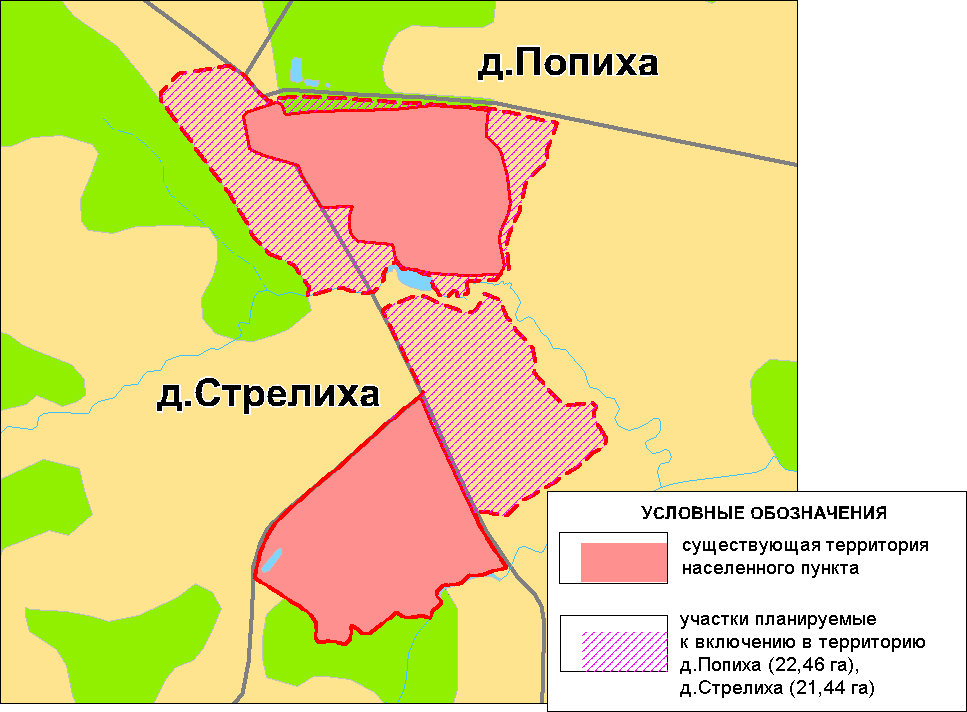 д.Попиха
д.Стрелиха
УСЛОВНЫЕ ОБОЗНАЧЕНИЯ
существующая территория
населенного пункта
участки планируемые
к включению в территорию
д.Попиха (22,46 га),
д.Стрелиха (21,44 га)